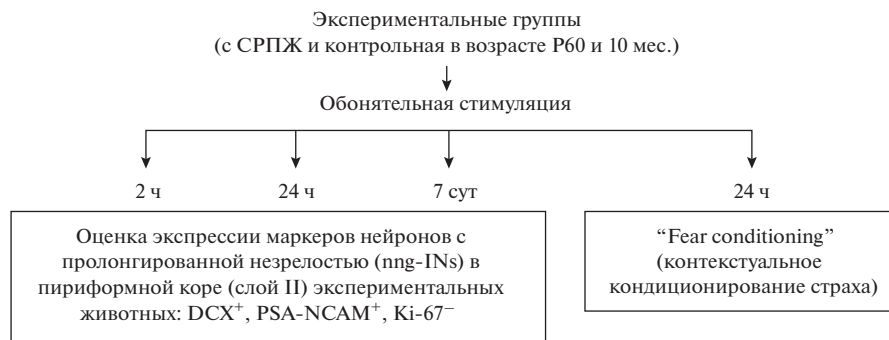 Экспериментальные группы
(с СРПЖ и контрольная в возрасте Р60 и 10 мес.)
Обонятельная стимуляция
2 ч
24 ч
7 сут
24 ч
Оценка экспрессии маркеров нейронов с
пролонгированной незрелостью (nng-INs) в
пириформной коре (слой II) экспериментальных
животных: DCX⁺, PSA-NCAM⁺, Ki-67⁻
“Fear conditioning”
(контекстуальное
кондиционирование страха)